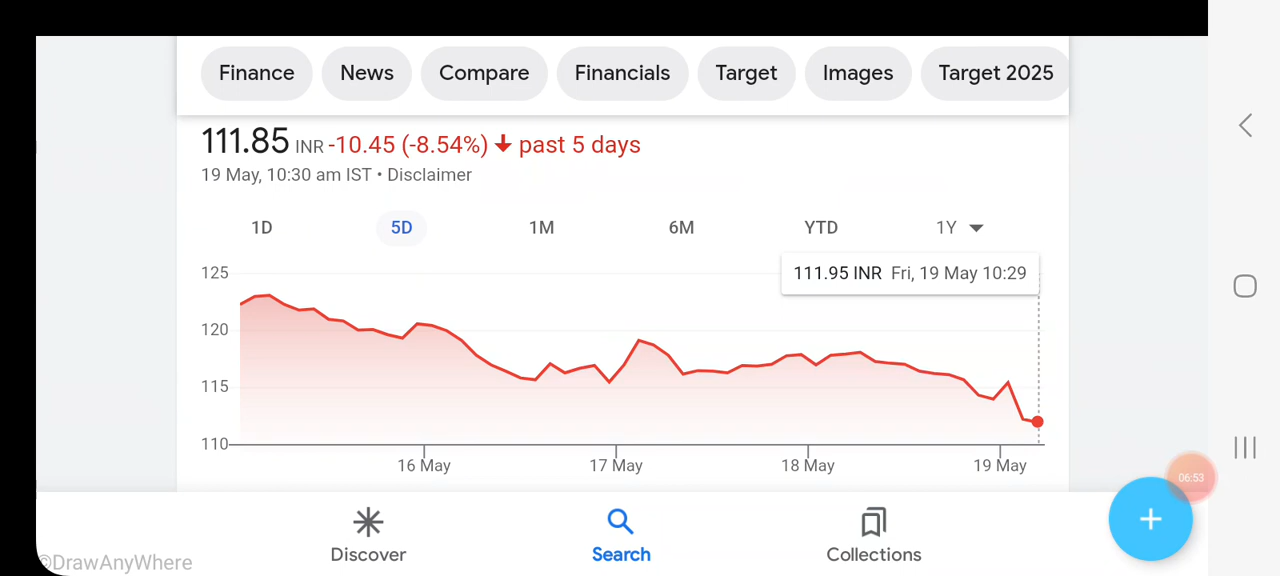 Finance News Compare Financials Target Images Target 2025
111.85 INR -10.45 (-8.54%) ↓ past 5 days
19 May, 10:30 am IST • Disclaimer
1D 5D 1M 6M YTD 1Y
111.95 INR Fri, 19 May 10:29
125
120
115
110
16 May 17 May 18 May 19 May
06:53
Discover Search Collections
©DrawAnyWhere